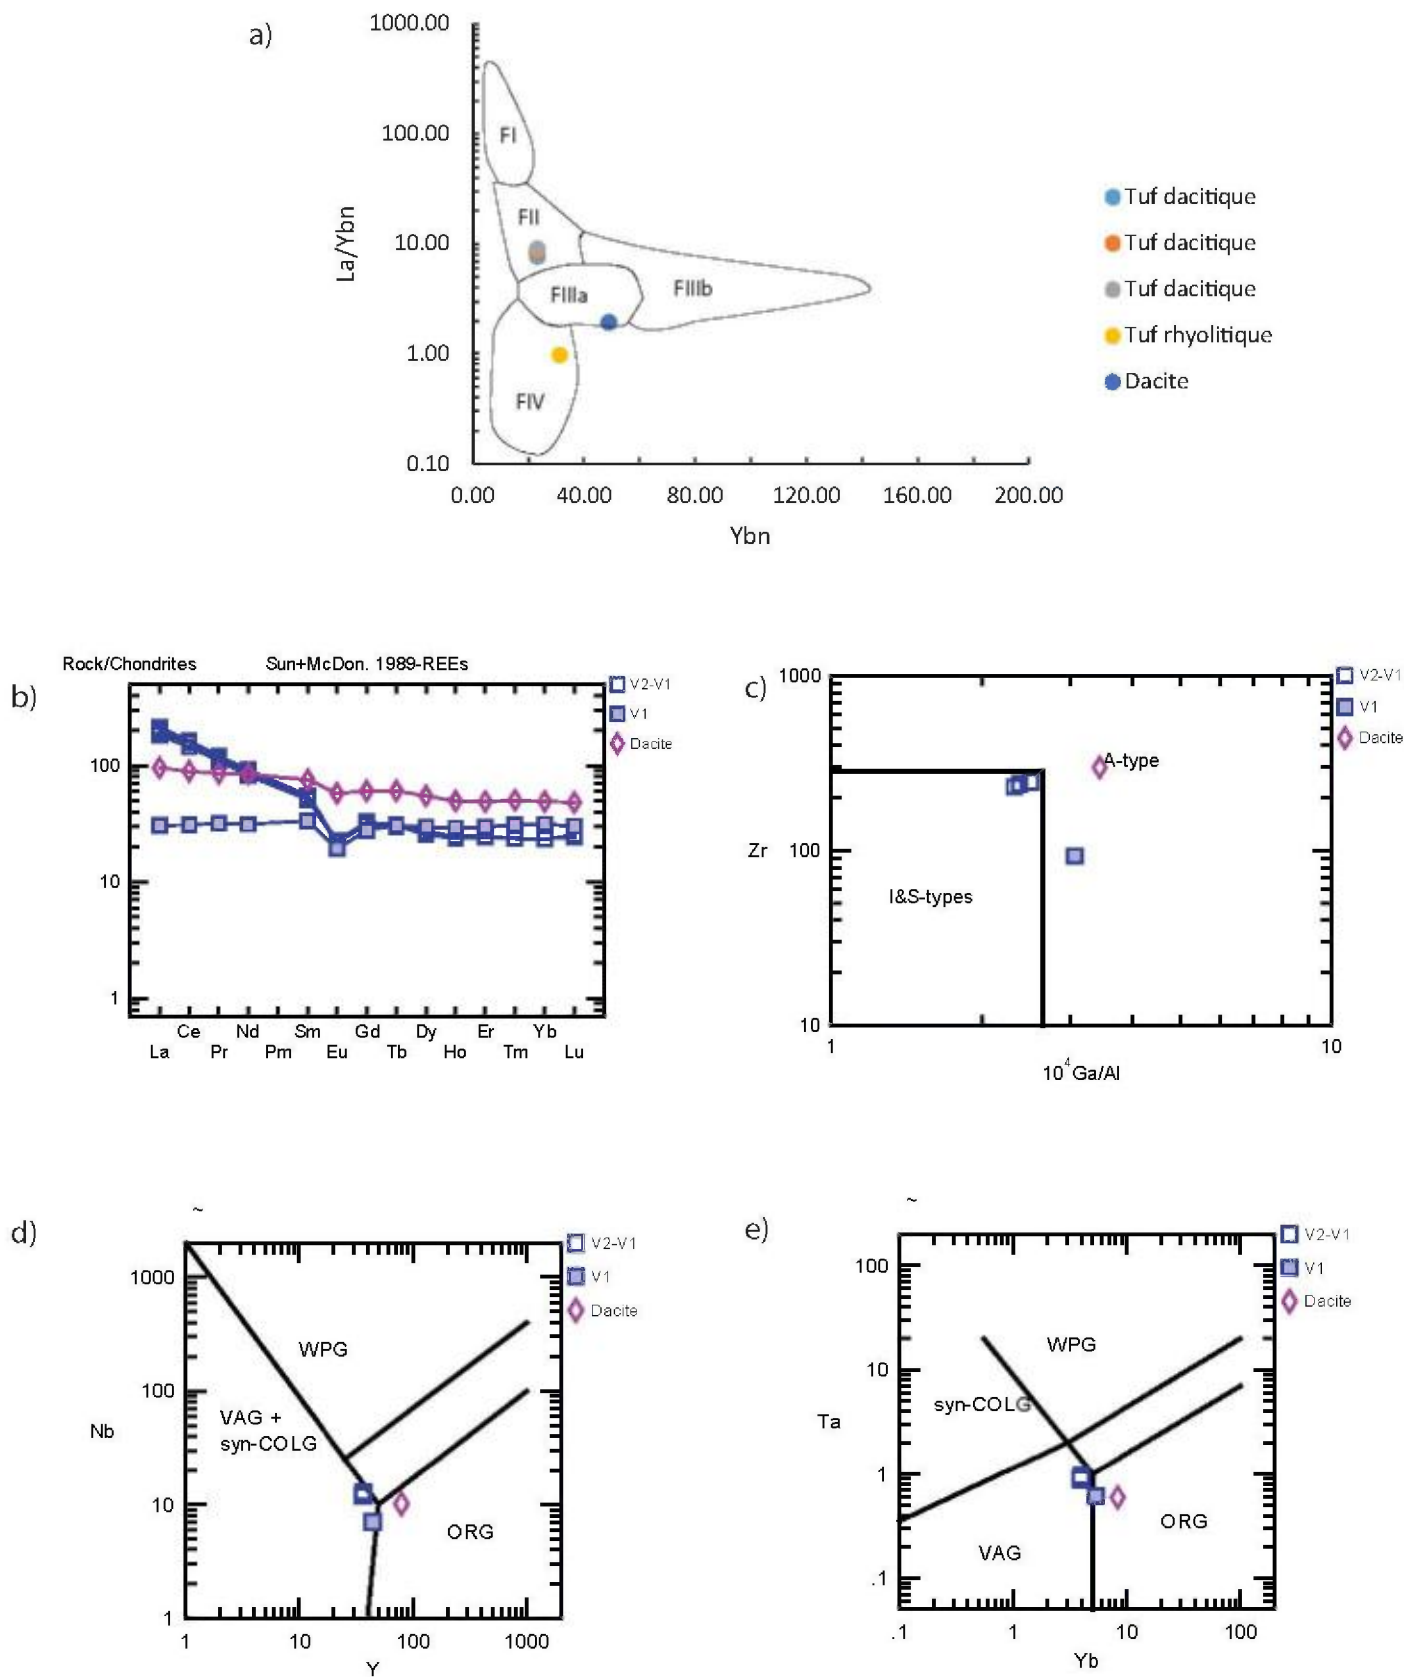 a)
1000.00
100.00
10.00
1.00
0.10
La/Ybn
FI
FII
FIIIa
FIIIb
FIV
0.00 40.00 80.00 120.00 160.00 200.00
Ybn
Tuf dacitique
Tuf dacitique
Tuf dacitique
Tuf rhyolitique
Dacite
b)
Rock/Chondrites Sun+McDon. 1989-REEs
V2-V1
V1
Dacite
100
10
1
Ce Nd Sm Gd Dy Er Yb
La Pr Pm Eu Tb Ho Tm Lu
c)
1000
100
10
Zr
A-type
I&S-types
V2-V1
V1
Dacite
1 10
10^4 Ga/Al
d)
~
1000
100
10
1
Nb
WPG
VAG +
syn-COLG
ORG
V2-V1
V1
Dacite
1 10 100 1000
Y
e)
~
100
10
1
.1
Ta
WPG
syn-COLG
VAG
ORG
V2-V1
V1
Dacite
.1 1 10 100
Yb